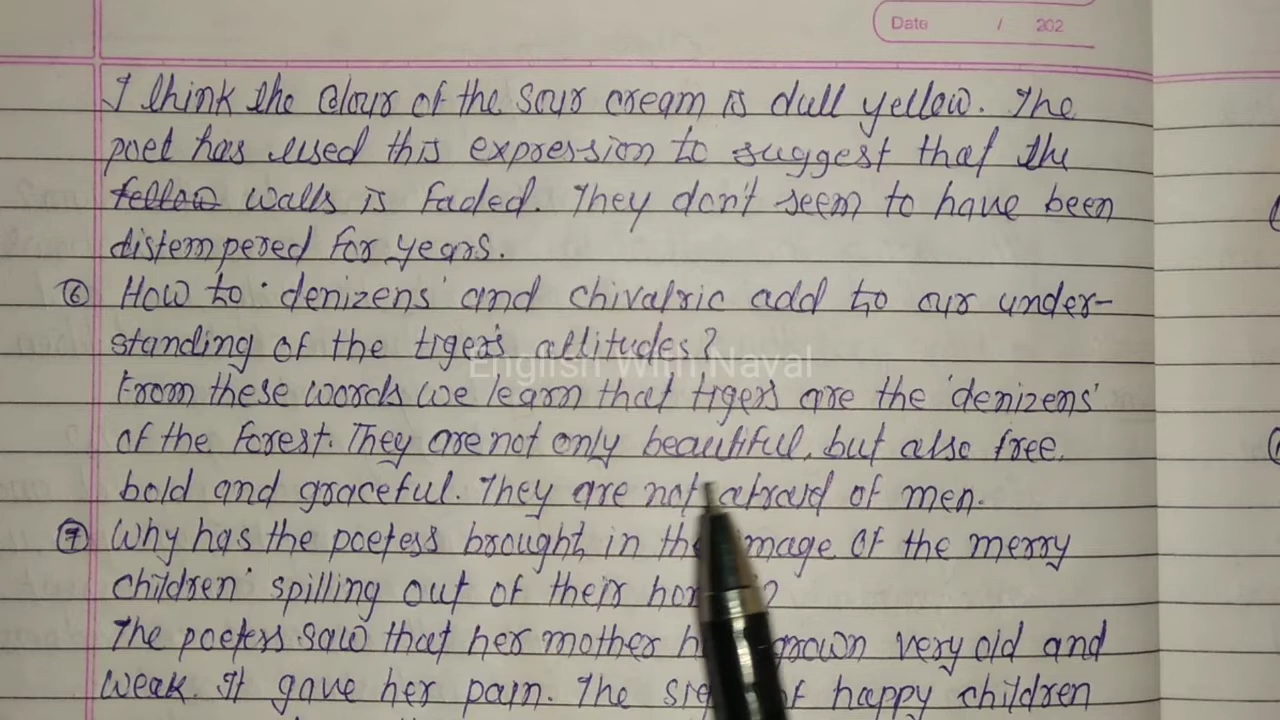 Date / 202
I think the colour of the sour cream is dull yellow. The
poet has used this expression to suggest that the
fellow walls is faded. They don't seem to have been
distempered for years.
6 How to 'denizens' and chivalric add to our under-
standing of the tiger's attitudes?
English With Naval
From these words we learn that tigers are the 'denizens'
of the forest. They are not only beautiful, but also free,
bold and graceful. They are not afraid of men.
7 Why has the poetess brought in the image of the merry
children' spilling out of their
The poetess saw that her mother grown very old and
weak. It gave her pain. The of happy children